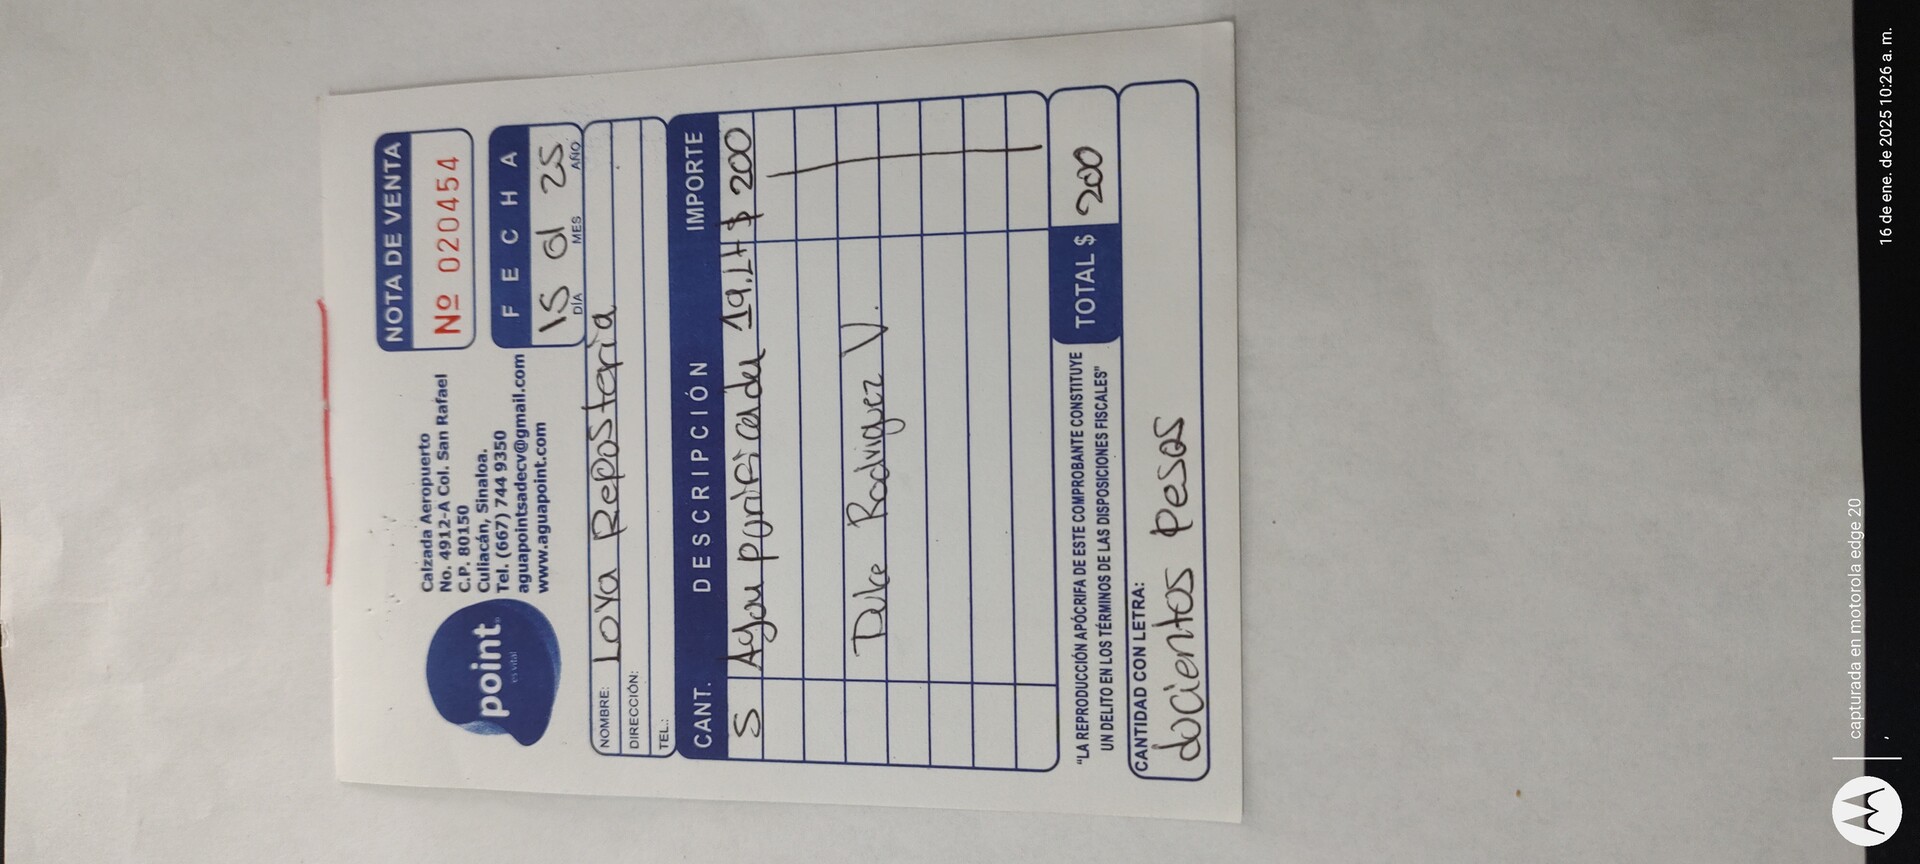 point.
es vital
Calzada Aeropuerto
No. 4912-A Col. San Rafael
C.P. 80150
Culiacán, Sinaloa.
Tel. (667) 744 9350
aguapointsadecv@gmail.com
www.aguapoint.com
NOTA DE VENTA
Nº 020454
FECHA
15 01 25
DÍA MES AÑO
NOMBRE: Loya Repostería
DIRECCIÓN:
TEL.:
CANT. DESCRIPCIÓN IMPORTE
5 Agua purificada 19.Lt $ 200
Rodriguez V.
"LA REPRODUCCIÓN APÓCRIFA DE ESTE COMPROBANTE CONSTITUYE
UN DELITO EN LOS TÉRMINOS DE LAS DISPOSICIONES FISCALES"
TOTAL $ 200
CANTIDAD CON LETRA:
docientos pesos
capturada en motorola edge 20
16 de ene. de 2025 10:26 a. m.